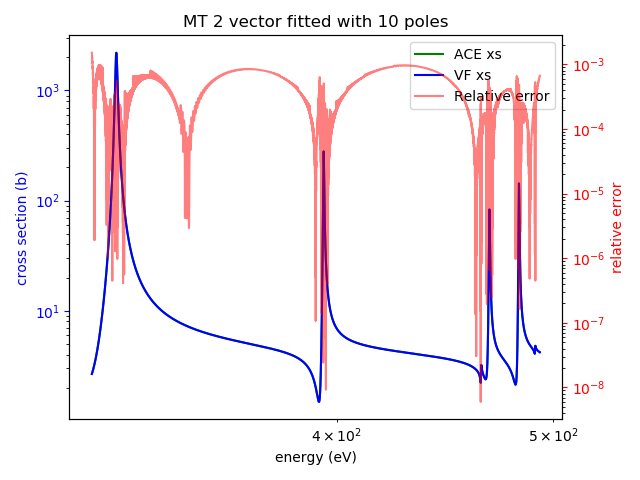 MT 2 vector fitted with 10 poles
ACE xs
VF xs
Relative error
10³
10²
10¹
cross section (b)
10⁻³
10⁻⁴
10⁻⁵
10⁻⁶
10⁻⁷
10⁻⁸
relative error
4 × 10²
5 × 10²
energy (eV)